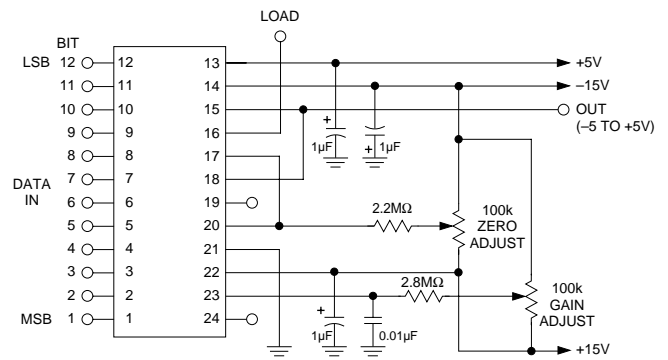 LOAD
BIT
LSB 12 12 13 +5V
11 11 14 –15V
10 10 15 OUT
(–5 TO +5V)
9 9 16
+ +
1µF 1µF
8 8 17
DATA
IN
7 7 18
6 6 19
2.2MΩ 100k
ZERO
ADJUST
5 5 20
4 4 21
3 3 22
2.8MΩ 100k
GAIN
ADJUST
2 2 23
+
1µF 0.01µF
MSB 1 1 24
+15V